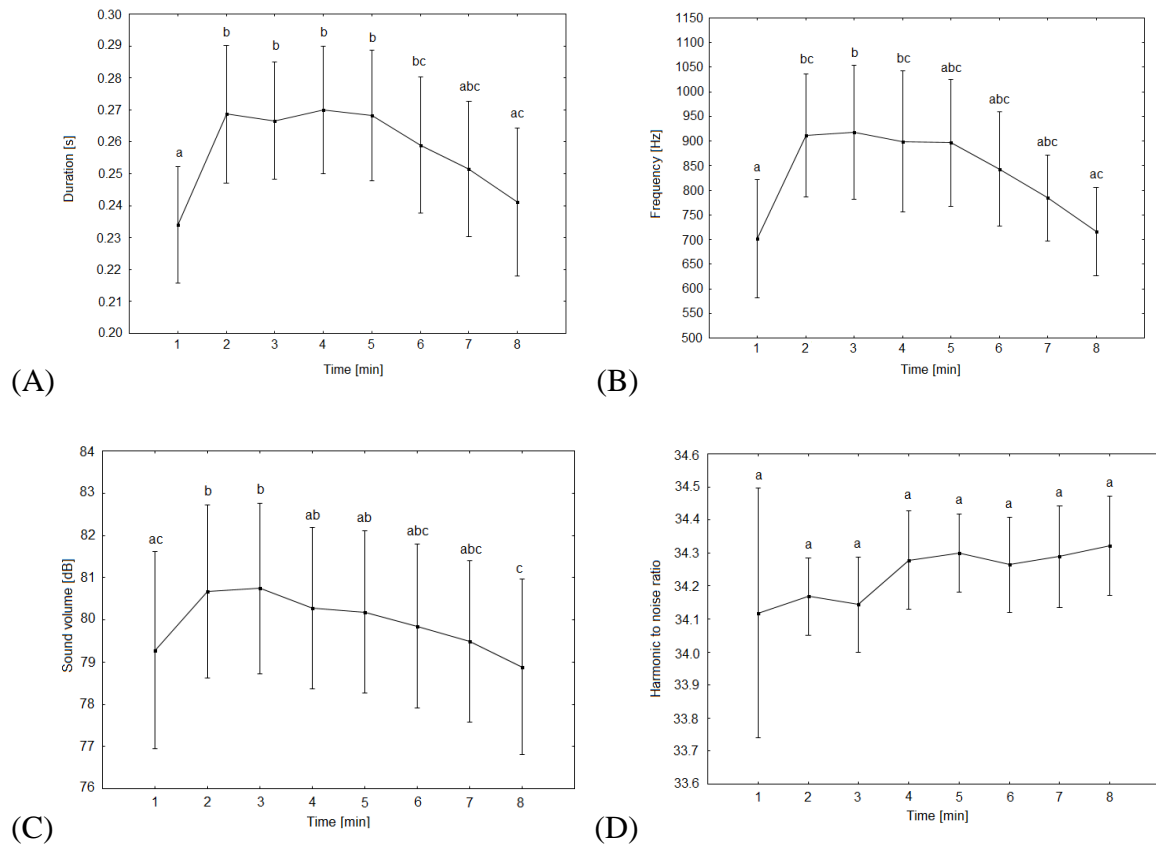 0.30
0.29
0.28
0.27
0.26
0.25
0.24
0.23
0.22
0.21
0.20
Duration [s]
a b b b b bc abc ac
1 2 3 4 5 6 7 8
Time [min]
(A)
1150
1100
1050
1000
950
900
850
800
750
700
650
600
550
500
Frequency [Hz]
a bc b bc abc abc abc ac
1 2 3 4 5 6 7 8
Time [min]
(B)
84
83
82
81
80
79
78
77
76
Sound volume [dB]
ac b b ab ab abc abc c
1 2 3 4 5 6 7 8
Time [min]
(C)
34.6
34.5
34.4
34.3
34.2
34.1
34.0
33.9
33.8
33.7
33.6
Harmonic to noise ratio
a a a a a a a a
1 2 3 4 5 6 7 8
Time [min]
(D)